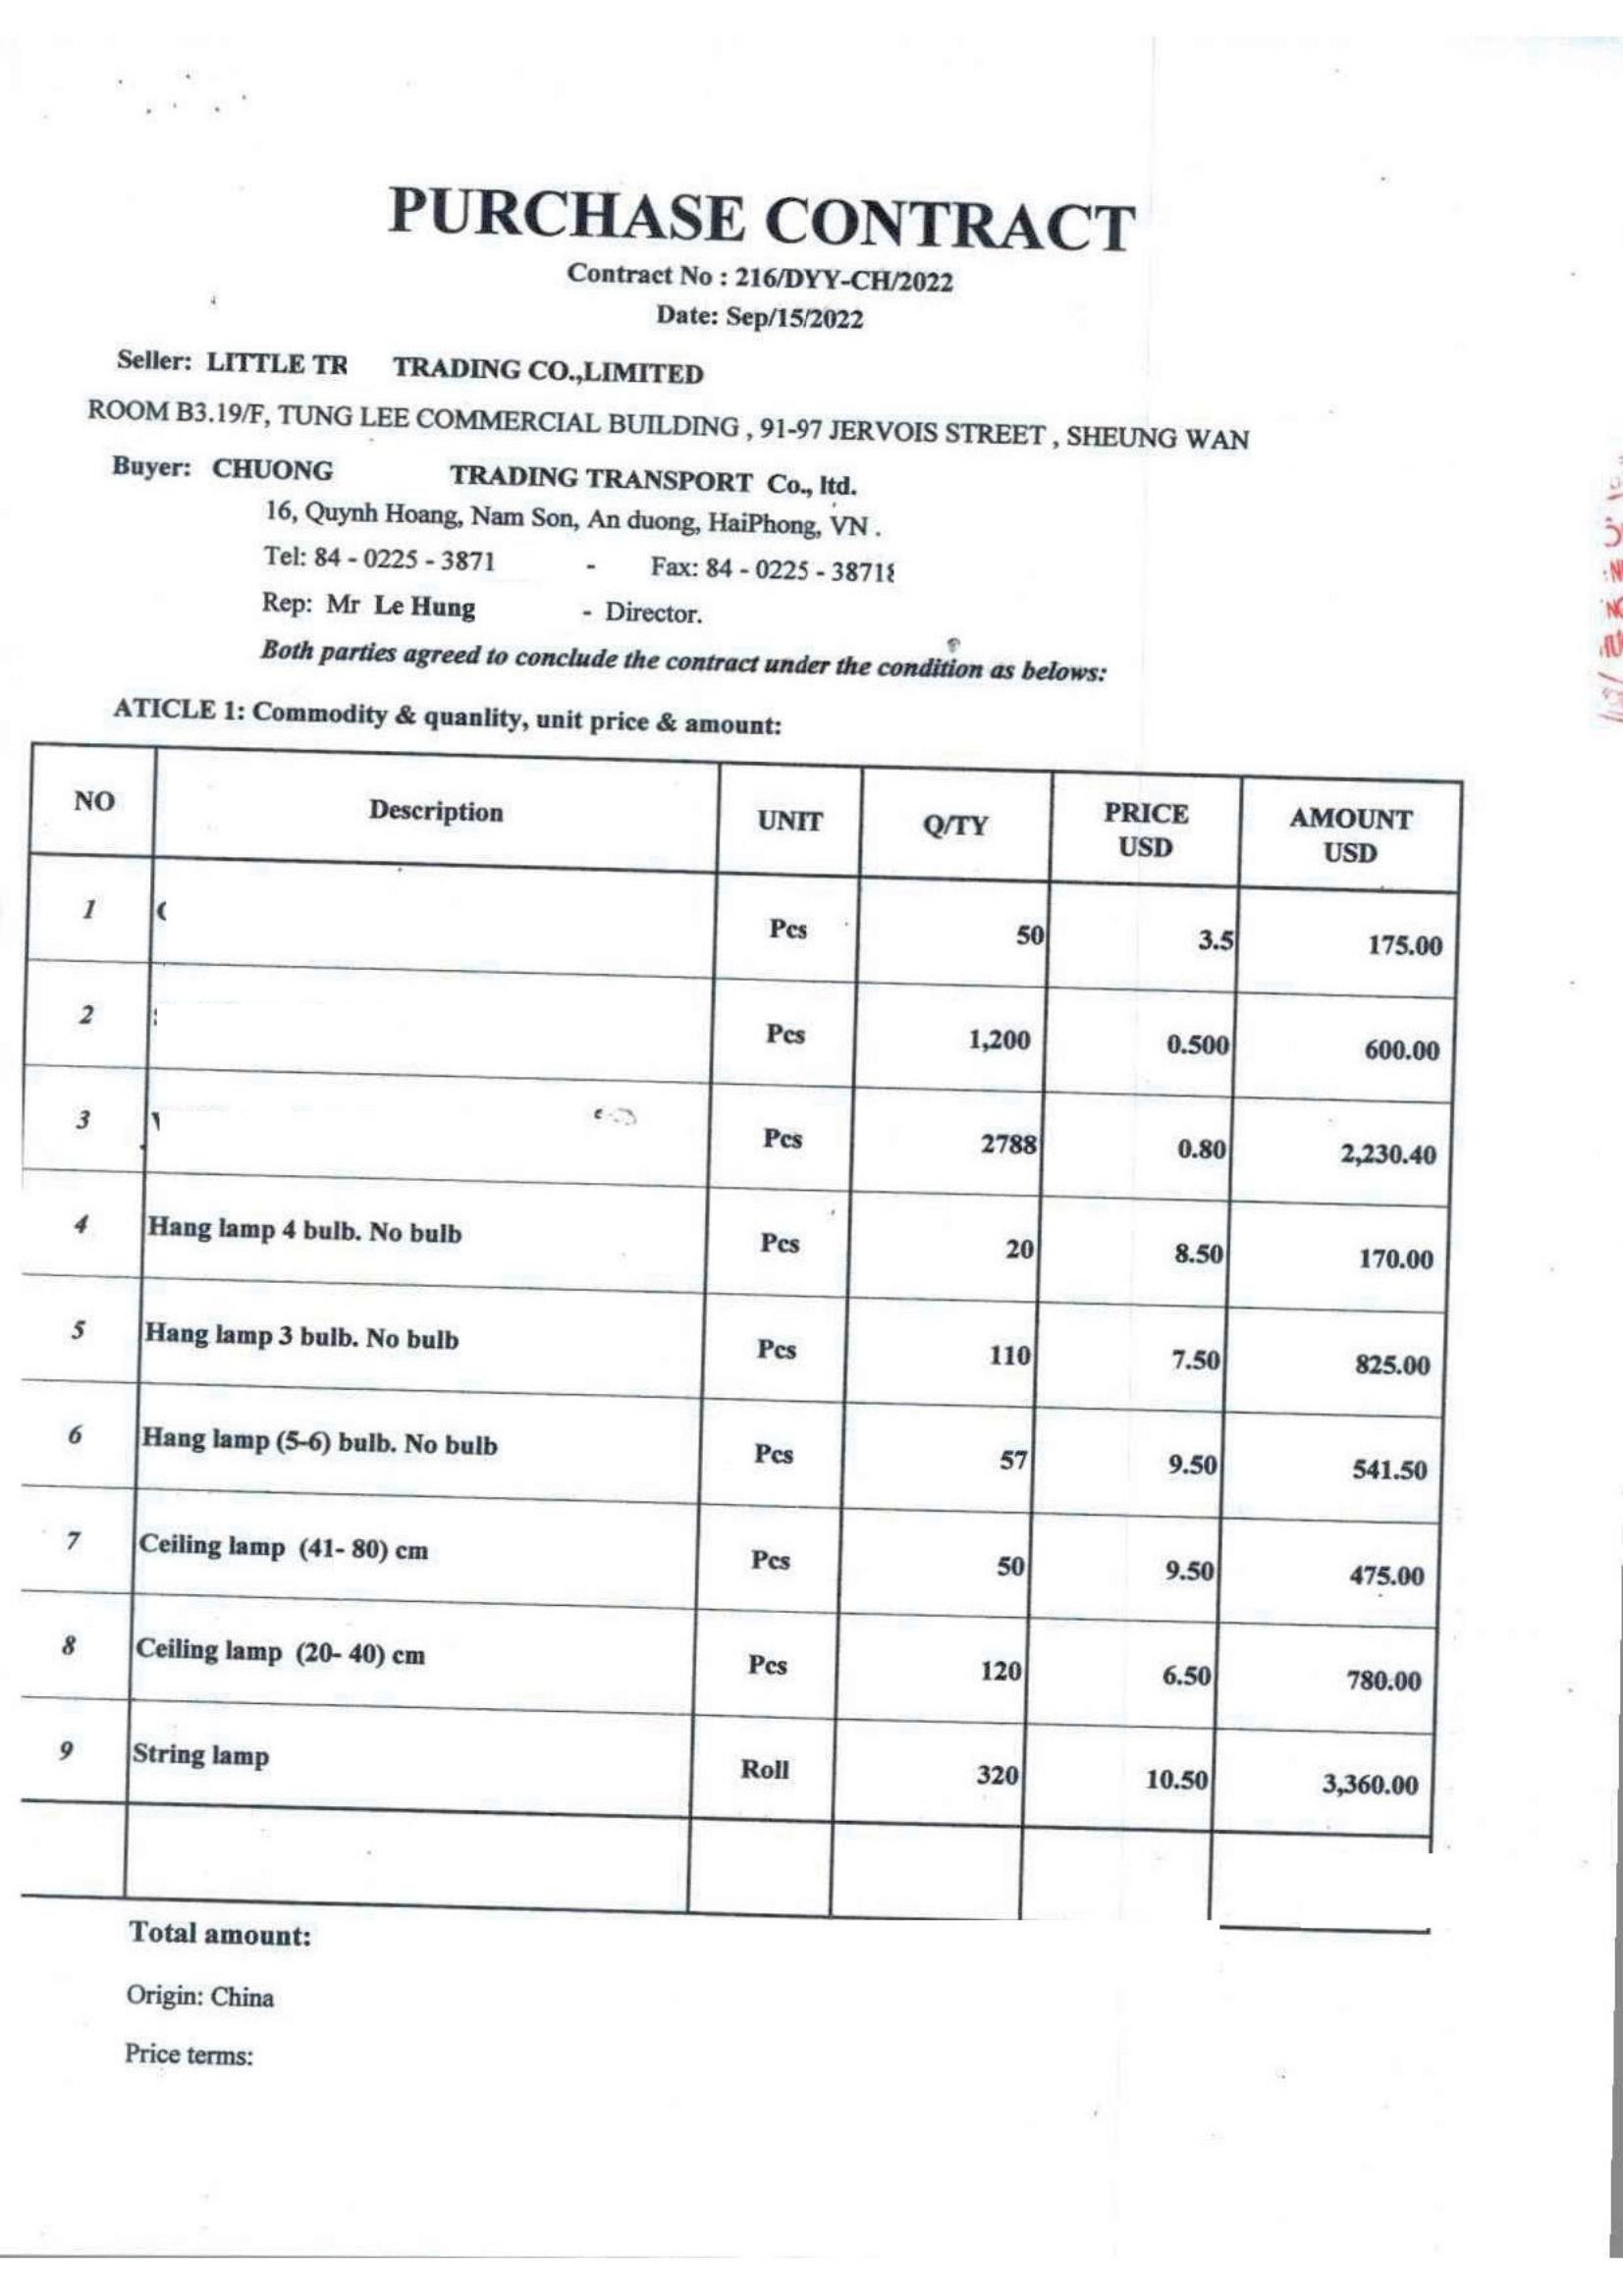 PURCHASE CONTRACT
Contract No : 216/DYY-CH/2022
Date: Sep/15/2022
Seller: LITTLE TR TRADING CO.,LIMITED
ROOM B3.19/F, TUNG LEE COMMERCIAL BUILDING , 91-97 JERVOIS STREET , SHEUNG WAN
Buyer: CHUONG TRADING TRANSPORT Co., ltd.
16, Quynh Hoang, Nam Son, An duong, HaiPhong, VN .
Tel: 84 - 0225 - 3871 - Fax: 84 - 0225 - 3871
Rep: Mr Le Hung - Director.
Both parties agreed to conclude the contract under the condition as belows:
ATICLE 1: Commodity & quanlity, unit price & amount:
NO Description UNIT Q/TY PRICE USD AMOUNT USD
1 Pcs 50 3.5 175.00
2 Pcs 1,200 0.500 600.00
3 Pcs 2788 0.80 2,230.40
4 Hang lamp 4 bulb. No bulb Pcs 20 8.50 170.00
5 Hang lamp 3 bulb. No bulb Pcs 110 7.50 825.00
6 Hang lamp (5-6) bulb. No bulb Pcs 57 9.50 541.50
7 Ceiling lamp (41- 80) cm Pcs 50 9.50 475.00
8 Ceiling lamp (20- 40) cm Pcs 120 6.50 780.00
9 String lamp Roll 320 10.50 3,360.00
Total amount:
Origin: China
Price terms: